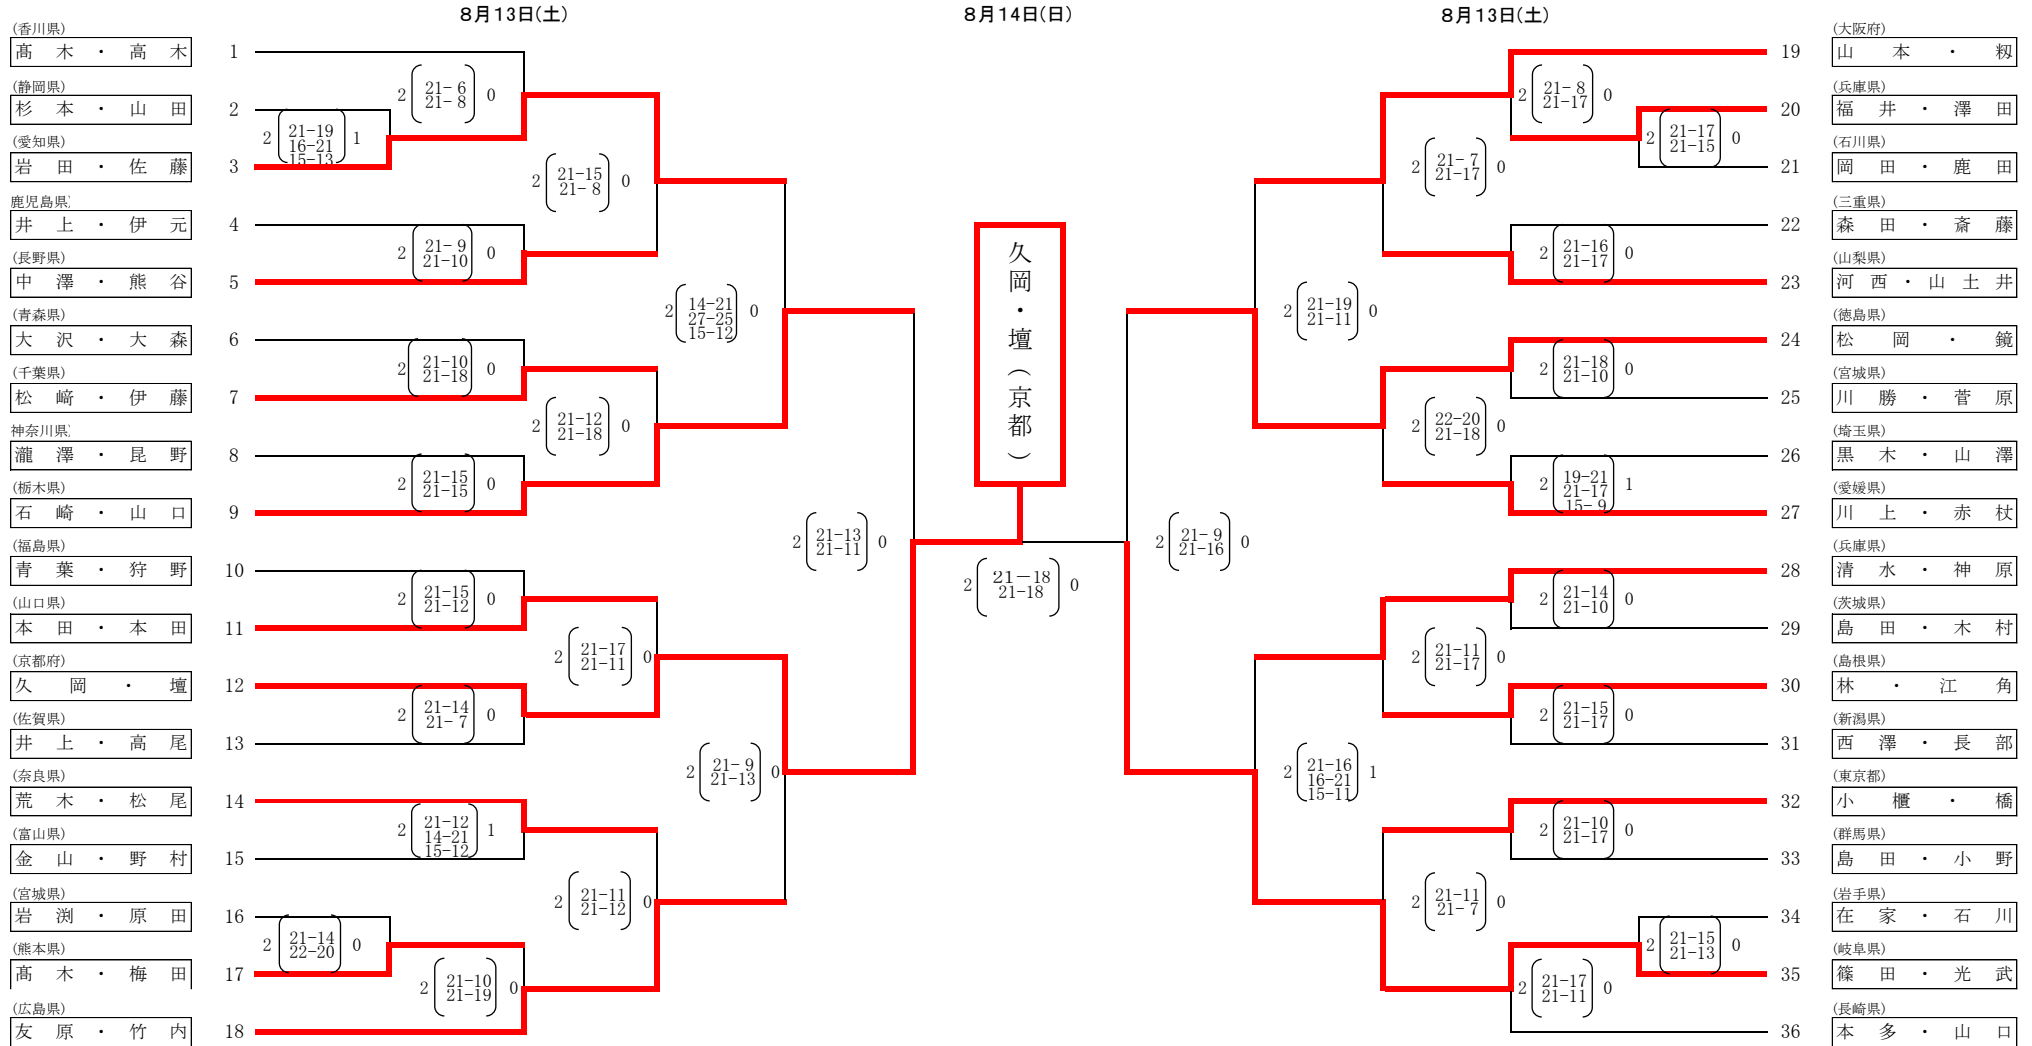 ８月13日(土)
８月14日(日)
８月13日(土)
(香川県)
髙木・高木 1
(静岡県)
杉本・山田 2
(愛知県)
岩田・佐藤 3
鹿児島県)
井上・伊元 4
(長野県)
中澤・熊谷 5
(青森県)
大沢・大森 6
(千葉県)
松﨑・伊藤 7
神奈川県)
瀧澤・昆野 8
(栃木県)
石崎・山口 9
(福島県)
青葉・狩野 10
(山口県)
本田・本田 11
(京都府)
久岡・壇 12
(佐賀県)
井上・高尾 13
(奈良県)
荒木・松尾 14
(富山県)
金山・野村 15
(宮城県)
岩渕・原田 16
(熊本県)
髙木・梅田 17
(広島県)
友原・竹内 18
2 21-19 1
16-21
15-13
2 21-14 0
22-20
2 21- 6 0
21- 8
2 21- 9 0
21-10
2 21-10 0
21-18
2 21-15 0
21-15
2 21-15 0
21-12
2 21-14 0
21- 7
2 21-12 1
14-21
15-12
2 21-10 0
21-19
2 21-15 0
21- 8
2 21-12 0
21-18
2 21-17 0
21-11
2 21-11 0
21-12
2 14-21 0
27-25
15-12
2 21- 9 0
21-13
2 21-13 0
21-11
久岡・壇(京都)
2 21-18 0
21-18
2 21- 9 0
21-16
2 21-19 0
21-11
2 21-16 1
16-21
15-11
2 21- 7 0
21-17
2 22-20 0
21-18
2 21-11 0
21-17
2 21-11 0
21- 7
2 21- 8 0
21-17
2 21-16 0
21-17
2 21-18 0
21-10
2 19-21 1
21-17
15- 9
2 21-14 0
21-10
2 21-15 0
21-17
2 21-10 0
21-17
2 21-17 0
21-11
2 21-17 0
21-15
2 21-15 0
21-13
(大阪府)
19 山本・籾
(兵庫県)
20 福井・澤田
(石川県)
21 岡田・鹿田
(三重県)
22 森田・斎藤
(山梨県)
23 河西・山土井
(徳島県)
24 松岡・鏡
(宮城県)
25 川勝・菅原
(埼玉県)
26 黒木・山澤
(愛媛県)
27 川上・赤杖
(兵庫県)
28 清水・神原
(茨城県)
29 島田・木村
(島根県)
30 林・江角
(新潟県)
31 西澤・長部
(東京都)
32 小櫃・橋
(群馬県)
33 島田・小野
(岩手県)
34 在家・石川
(岐阜県)
35 篠田・光武
(長崎県)
36 本多・山口